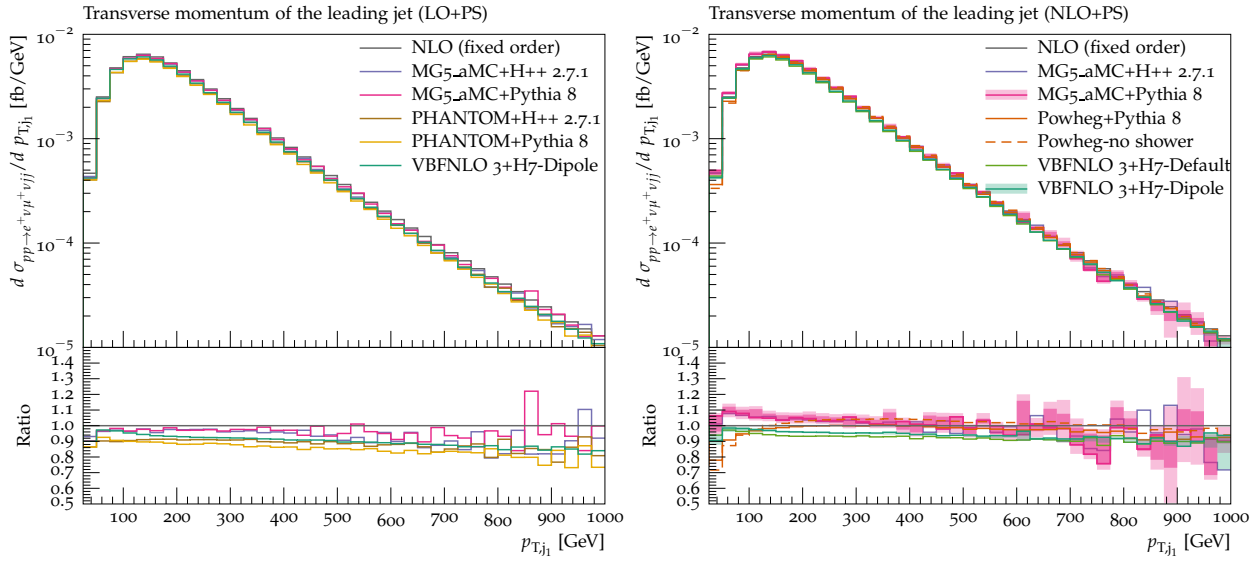 Transverse momentum of the leading jet (LO+PS)
10⁻²
10⁻³
10⁻⁴
10⁻⁵
d σ_{pp→e⁺νμ⁺νjj}/d p_{T,j₁} [fb/GeV]
NLO (fixed order)
MG5_aMC+H++ 2.7.1
MG5_aMC+Pythia 8
PHANTOM+H++ 2.7.1
PHANTOM+Pythia 8
VBFNLO 3+H7-Dipole
1.4
1.3
1.2
1.1
1.0
0.9
0.8
0.7
0.6
0.5
Ratio
100 200 300 400 500 600 700 800 900 1000
p_{T,j₁} [GeV]
Transverse momentum of the leading jet (NLO+PS)
10⁻²
10⁻³
10⁻⁴
10⁻⁵
d σ_{pp→e⁺νμ⁺νjj}/d p_{T,j₁} [fb/GeV]
NLO (fixed order)
MG5_aMC+H++ 2.7.1
MG5_aMC+Pythia 8
Powheg+Pythia 8
Powheg-no shower
VBFNLO 3+H7-Default
VBFNLO 3+H7-Dipole
1.4
1.3
1.2
1.1
1.0
0.9
0.8
0.7
0.6
0.5
Ratio
100 200 300 400 500 600 700 800 900 1000
p_{T,j₁} [GeV]